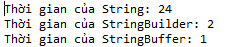 Thời gian của String: 24
Thời gian của StringBuilder: 2
Thời gian của StringBuffer: 1